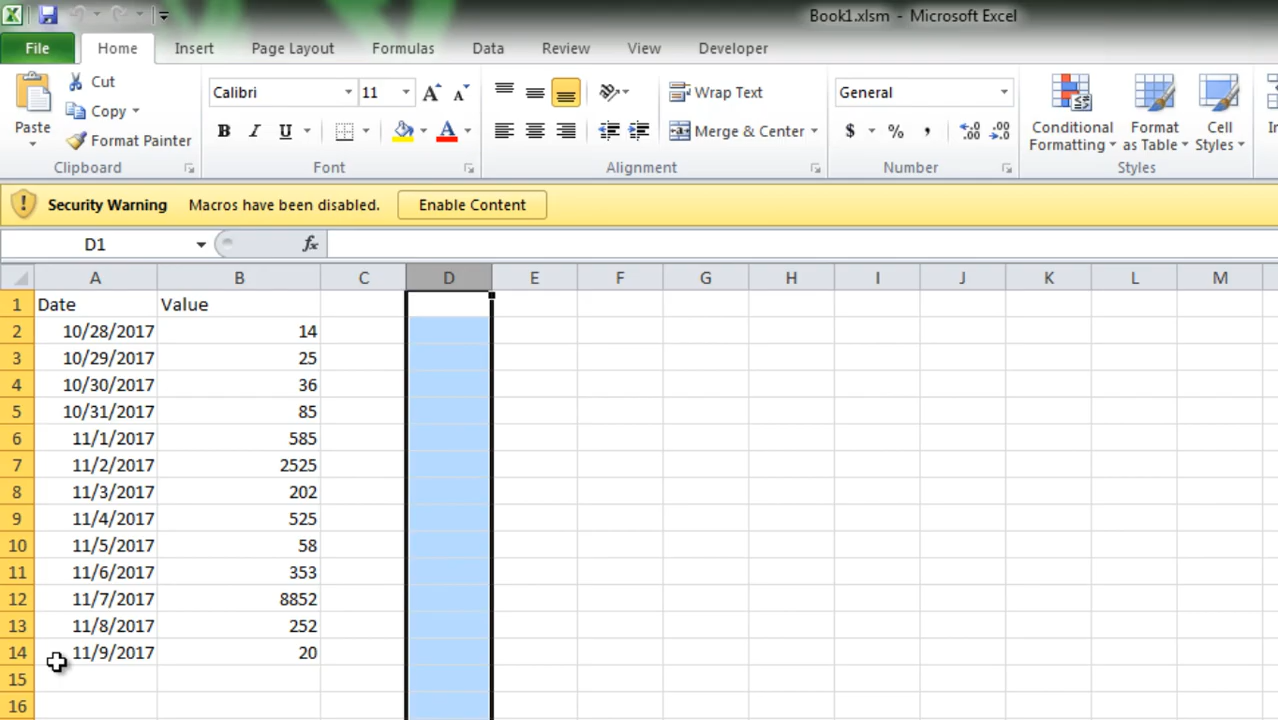 Book1.xlsm - Microsoft Excel
File Home Insert Page Layout Formulas Data Review View Developer
Cut
Copy
Format Painter
Paste
Calibri 11
B I U
Wrap Text
Merge & Center
General
$ % ,
Conditional Formatting
Format as Table
Cell Styles
Clipboard Font Alignment Number Styles
Security Warning Macros have been disabled. Enable Content
D1 fx
A B C D E F G H I J K L M
1 Date Value
2 10/28/2017 14
3 10/29/2017 25
4 10/30/2017 36
5 10/31/2017 85
6 11/1/2017 585
7 11/2/2017 2525
8 11/3/2017 202
9 11/4/2017 525
10 11/5/2017 58
11 11/6/2017 353
12 11/7/2017 8852
13 11/8/2017 252
14 11/9/2017 20
15
16